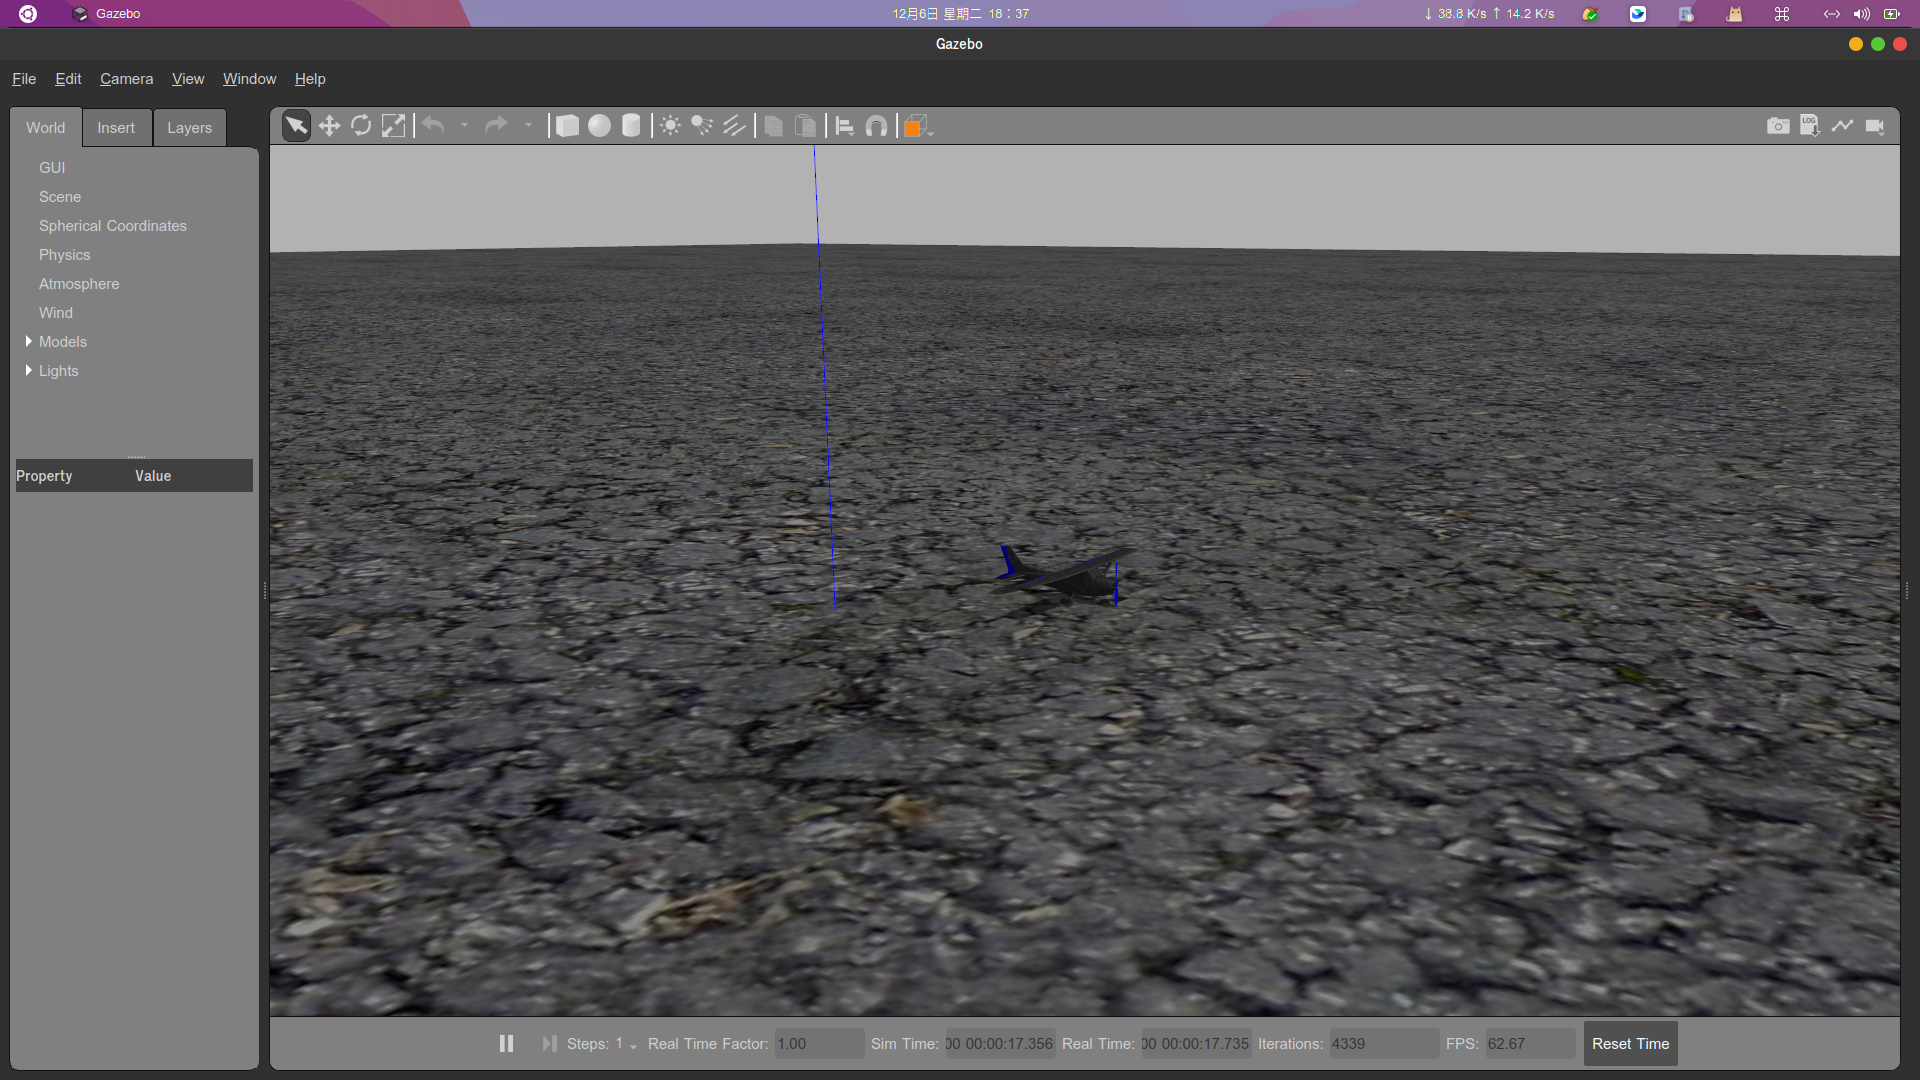 Gazebo 12月6日 星期二 18：37 ↓ 38.8 K/s ↑ 14.2 K/s
Gazebo
File Edit Camera View Window Help
World Insert Layers
LOG
GUI
Scene
Spherical Coordinates
Physics
Atmosphere
Wind
Models
Lights
Property Value
Steps: 1 Real Time Factor: 1.00 Sim Time: 00 00:00:17.356 Real Time: 00 00:00:17.735 Iterations: 4339 FPS: 62.67 Reset Time